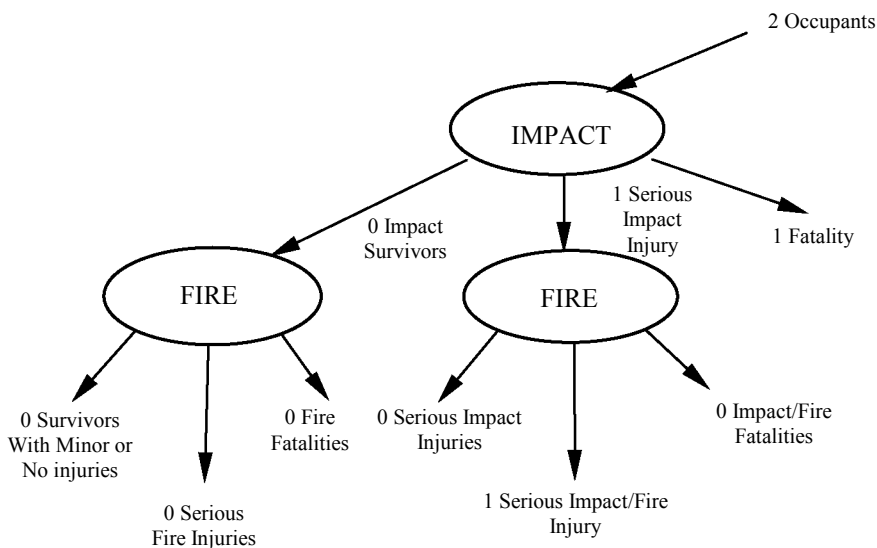 2 Occupants
IMPACT
0 Impact
Survivors
1 Serious
Impact
Injury
1 Fatality
FIRE
FIRE
0 Survivors
With Minor or
No injuries
0 Fire
Fatalities
0 Serious Impact
Injuries
0 Impact/Fire
Fatalities
0 Serious
Fire Injuries
1 Serious Impact/Fire
Injury